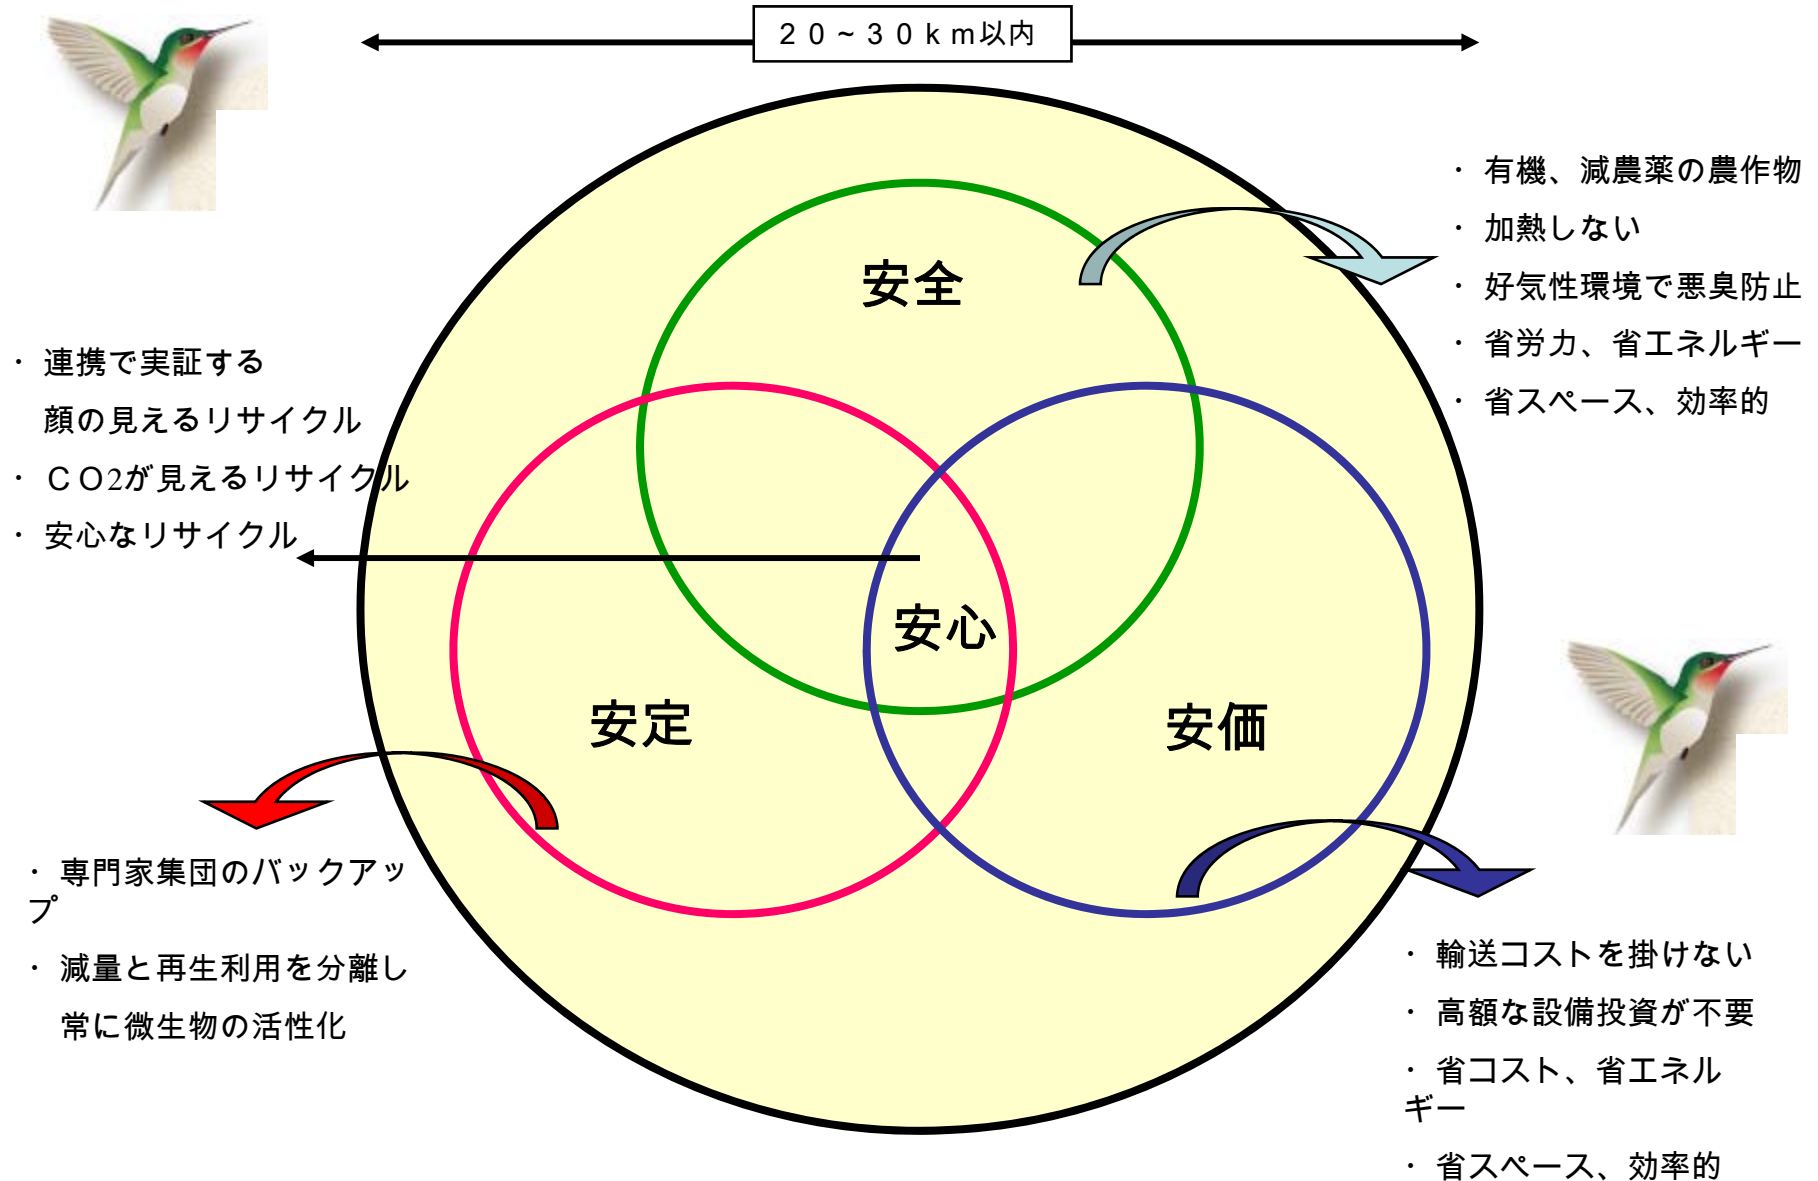 ２０～３０ｋｍ以内
・ 有機、減農薬の農作物
・ 加熱しない
・ 好気性環境で悪臭防止
・ 省労力、省エネルギー
・ 省スペース、効率的
安全
・ 連携で実証する
顔の見えるリサイクル
・ ＣＯ2が見えるリサイクル
・ 安心なリサイクル
安心
安定
安価
・ 専門家集団のバックアッ
プ
・ 減量と再生利用を分離し
常に微生物の活性化
・ 輸送コストを掛けない
・ 高額な設備投資が不要
・ 省コスト、省エネル
ギー
・ 省スペース、効率的